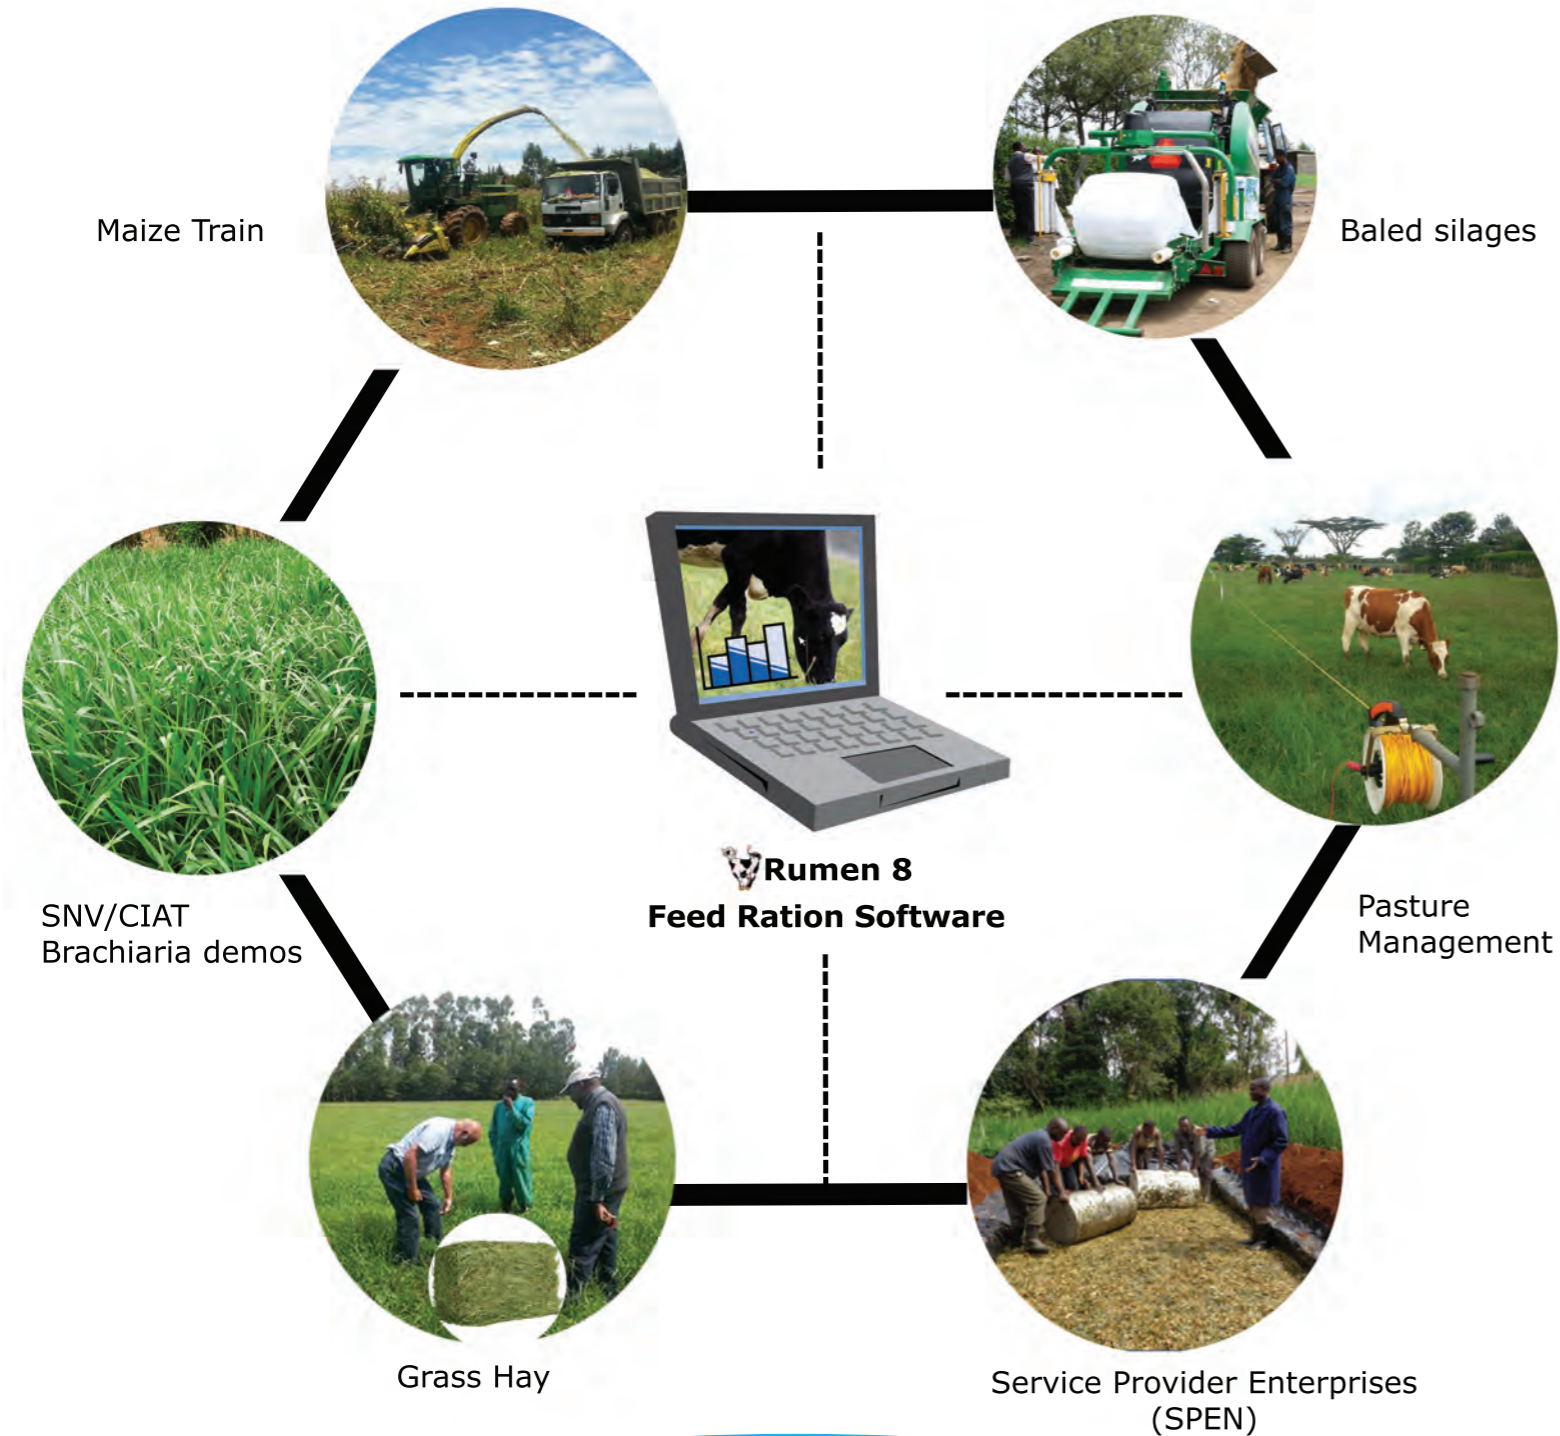 Maize Train
Baled silages
Rumen 8
Feed Ration Software
SNV/CIAT
Brachiaria demos
Pasture
Management
Grass Hay
Service Provider Enterprises
(SPEN)